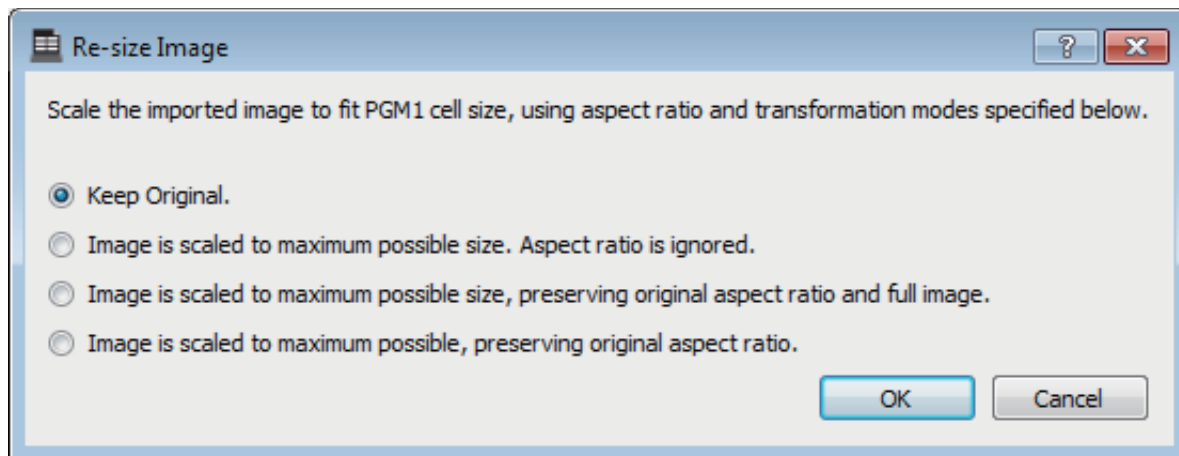 Re-size Image
Scale the imported image to fit PGM1 cell size, using aspect ratio and transformation modes specified below.
Keep Original.
Image is scaled to maximum possible size. Aspect ratio is ignored.
Image is scaled to maximum possible size, preserving original aspect ratio and full image.
Image is scaled to maximum possible, preserving original aspect ratio.
OK Cancel